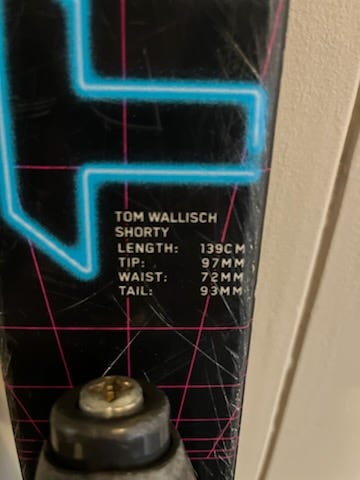 TOM WALLISCH
SHORTY
LENGTH: 139CM
TIP: 97MM
WAIST: 72MM
TAIL: 93MM